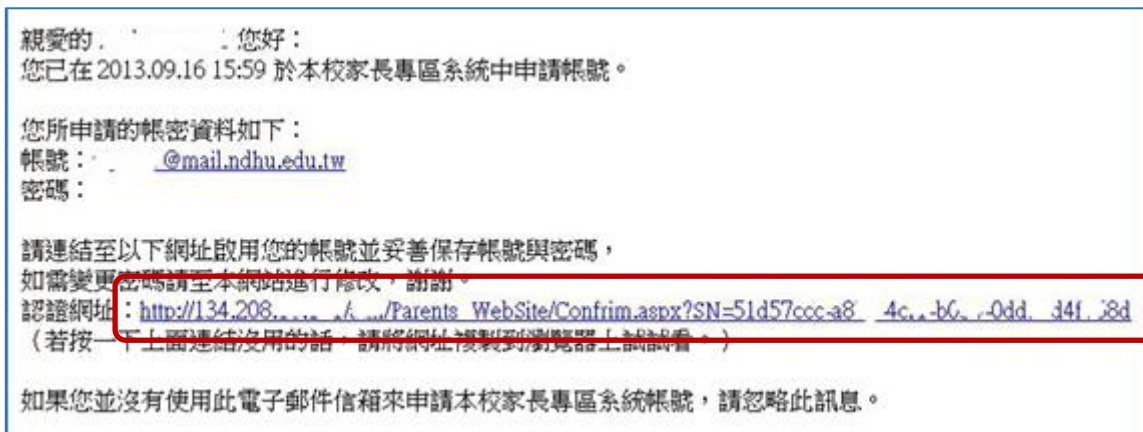 親愛的 您好：
您已在 2013.09.16 15:59 於本校家長專區系統中申請帳號。
您所申請的帳密資料如下：
帳號： @mail.ndhu.edu.tw
密碼：
請連結至以下網址啟用您的帳號並妥善保存帳號與密碼，
如需變更密碼請至本網站進行修改，謝謝。
認證網址：http://134.208. /Parents_WebSite/Confrim.aspx?SN=51d57ccc-a8
（若按一下上面連結沒用的話，請將網址複製到瀏覽器上試試看。）
如果您並沒有使用此電子郵件信箱來申請本校家長專區系統帳號，請忽略此訊息。